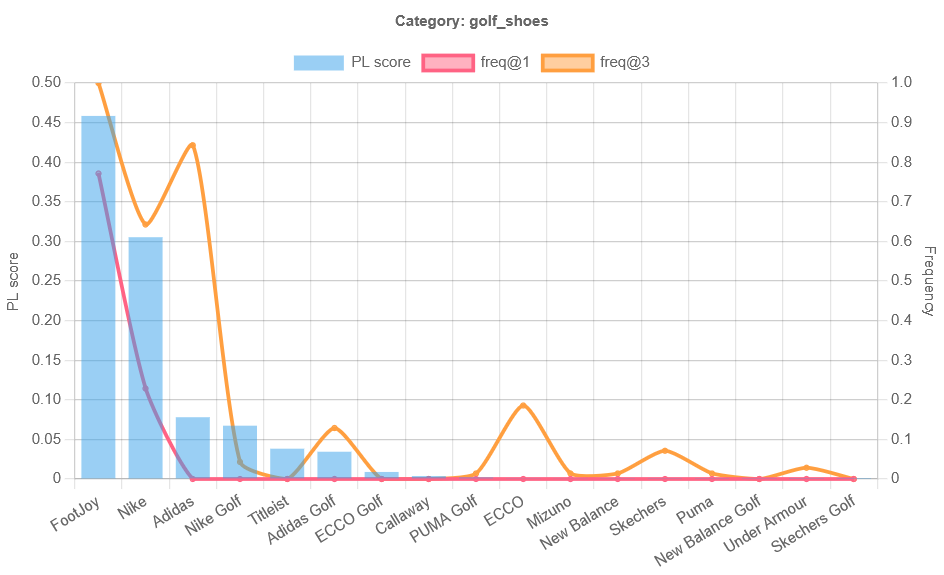 Category: golf_shoes
PL score freq@1 freq@3
0.50 1.0
0.45 0.9
0.40 0.8
0.35 0.7
0.30 0.6
0.25 0.5
0.20 0.4
0.15 0.3
0.10 0.2
0.05 0.1
0 0
PL score
Frequency
FootJoy
Nike
Adidas
Nike Golf
Titleist
Adidas Golf
ECCO Golf
Callaway
PUMA Golf
ECCO
Mizuno
New Balance
Skechers
Puma
New Balance Golf
Under Armour
Skechers Golf